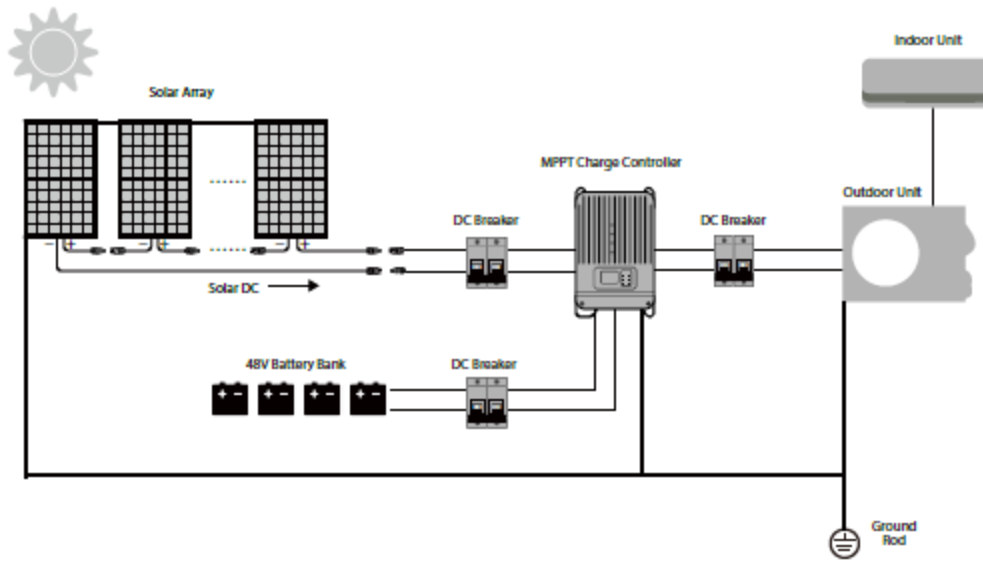 Indoor Unit
Solar Array
MPPT Charge Controller
Outdoor Unit
DC Breaker
DC Breaker
Solar DC
48V Battery Bank
DC Breaker
Ground
Rod